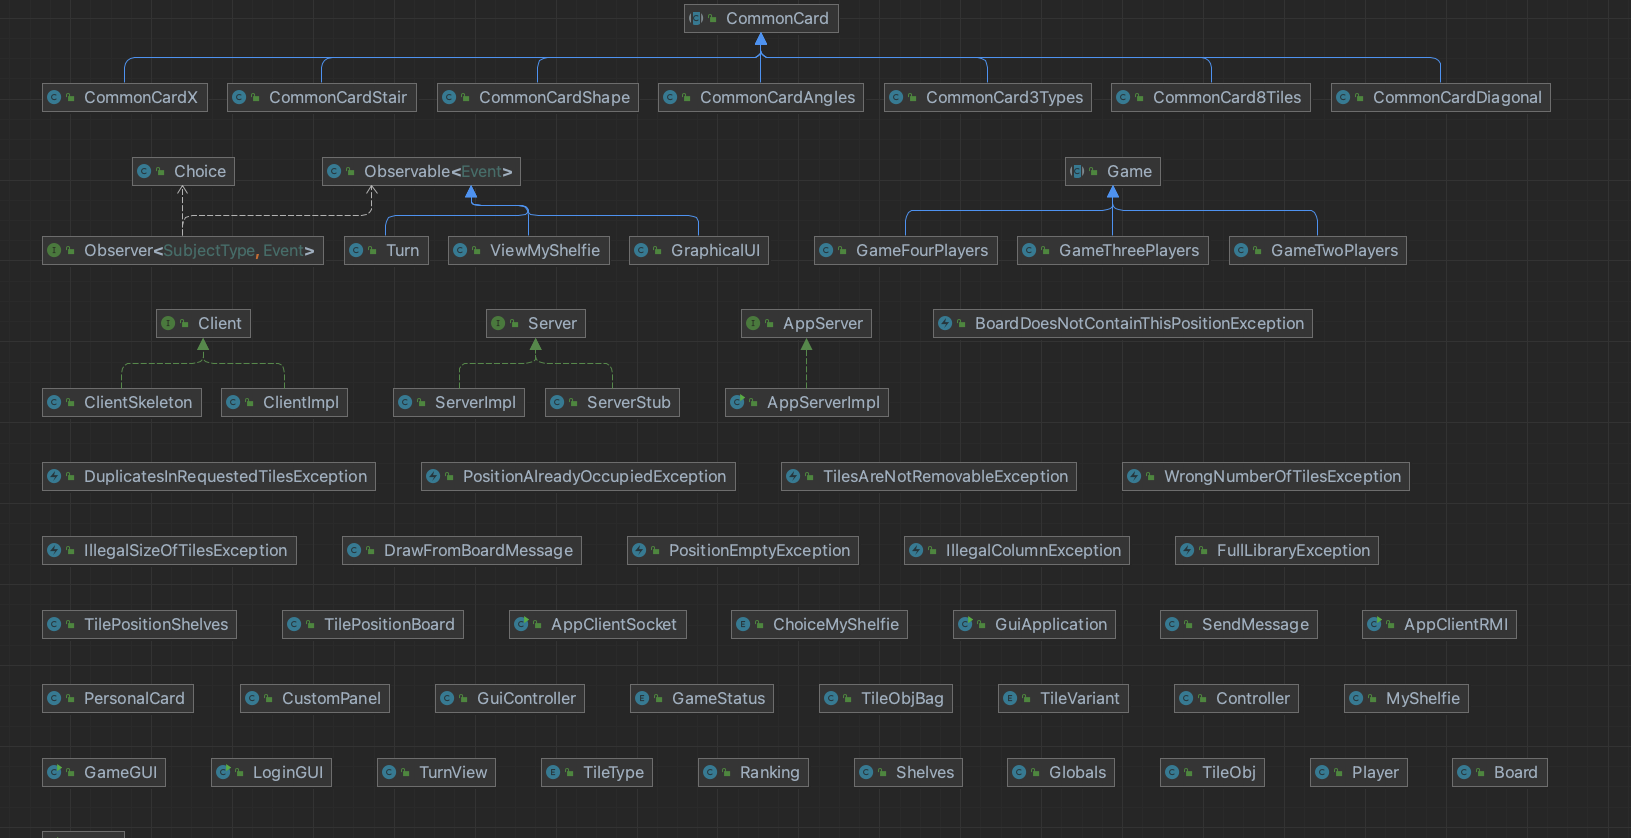 CommonCard
CommonCardX CommonCardStair CommonCardShape CommonCardAngles CommonCard3Types CommonCard8Tiles CommonCardDiagonal
Choice Observable<Event> Game
Observer<SubjectType, Event> Turn ViewMyShelfie GraphicalUI GameFourPlayers GameThreePlayers GameTwoPlayers
Client Server AppServer BoardDoesNotContainThisPositionException
ClientSkeleton ClientImpl ServerImpl ServerStub AppServerImpl
DuplicatesInRequestedTilesException PositionAlreadyOccupiedException TilesAreNotRemovableException WrongNumberOfTilesException
IllegalSizeOfTilesException DrawFromBoardMessage PositionEmptyException IllegalColumnException FullLibraryException
TilePositionShelves TilePositionBoard AppClientSocket ChoiceMyShelfie GuiApplication SendMessage AppClientRMI
PersonalCard CustomPanel GuiController GameStatus TileObjBag TileVariant Controller MyShelfie
GameGUI LoginGUI TurnView TileType Ranking Shelves Globals TileObj Player Board